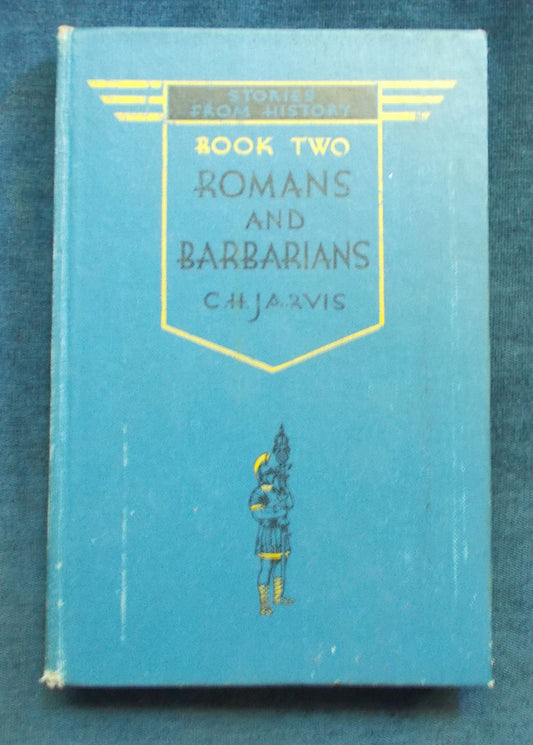 STORIES
FROM HISTORY
BOOK TWO
ROMANS
AND
BARBARIANS
C.H. JARVIS